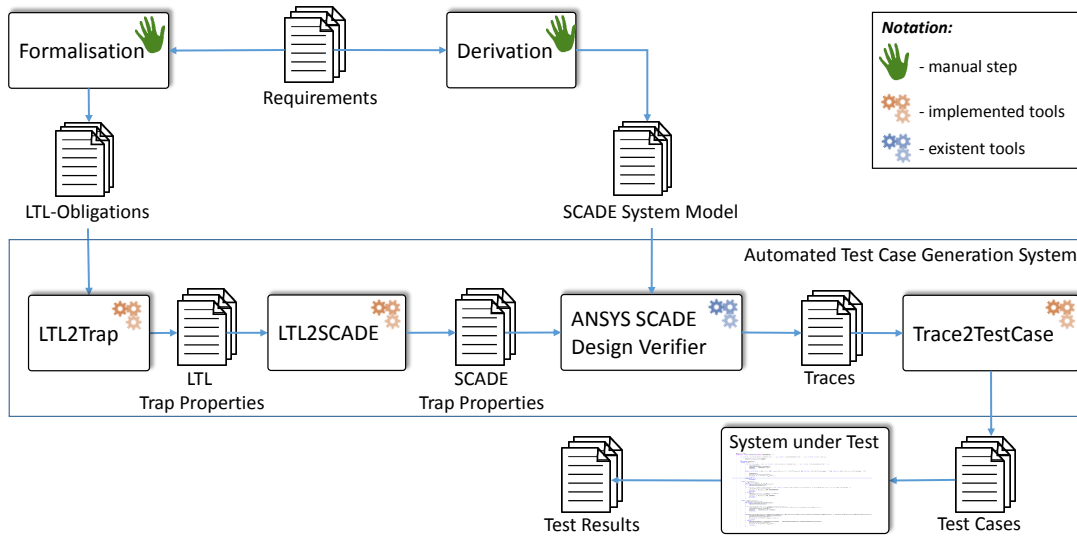 Formalisation
Requirements
Derivation
Notation:
- manual step
- implemented tools
- existent tools
LTL-Obligations
SCADE System Model
Automated Test Case Generation System
LTL2Trap
LTL
Trap Properties
LTL2SCADE
SCADE
Trap Properties
ANSYS SCADE
Design Verifier
Traces
Trace2TestCase
System under Test
Test Results
Test Cases